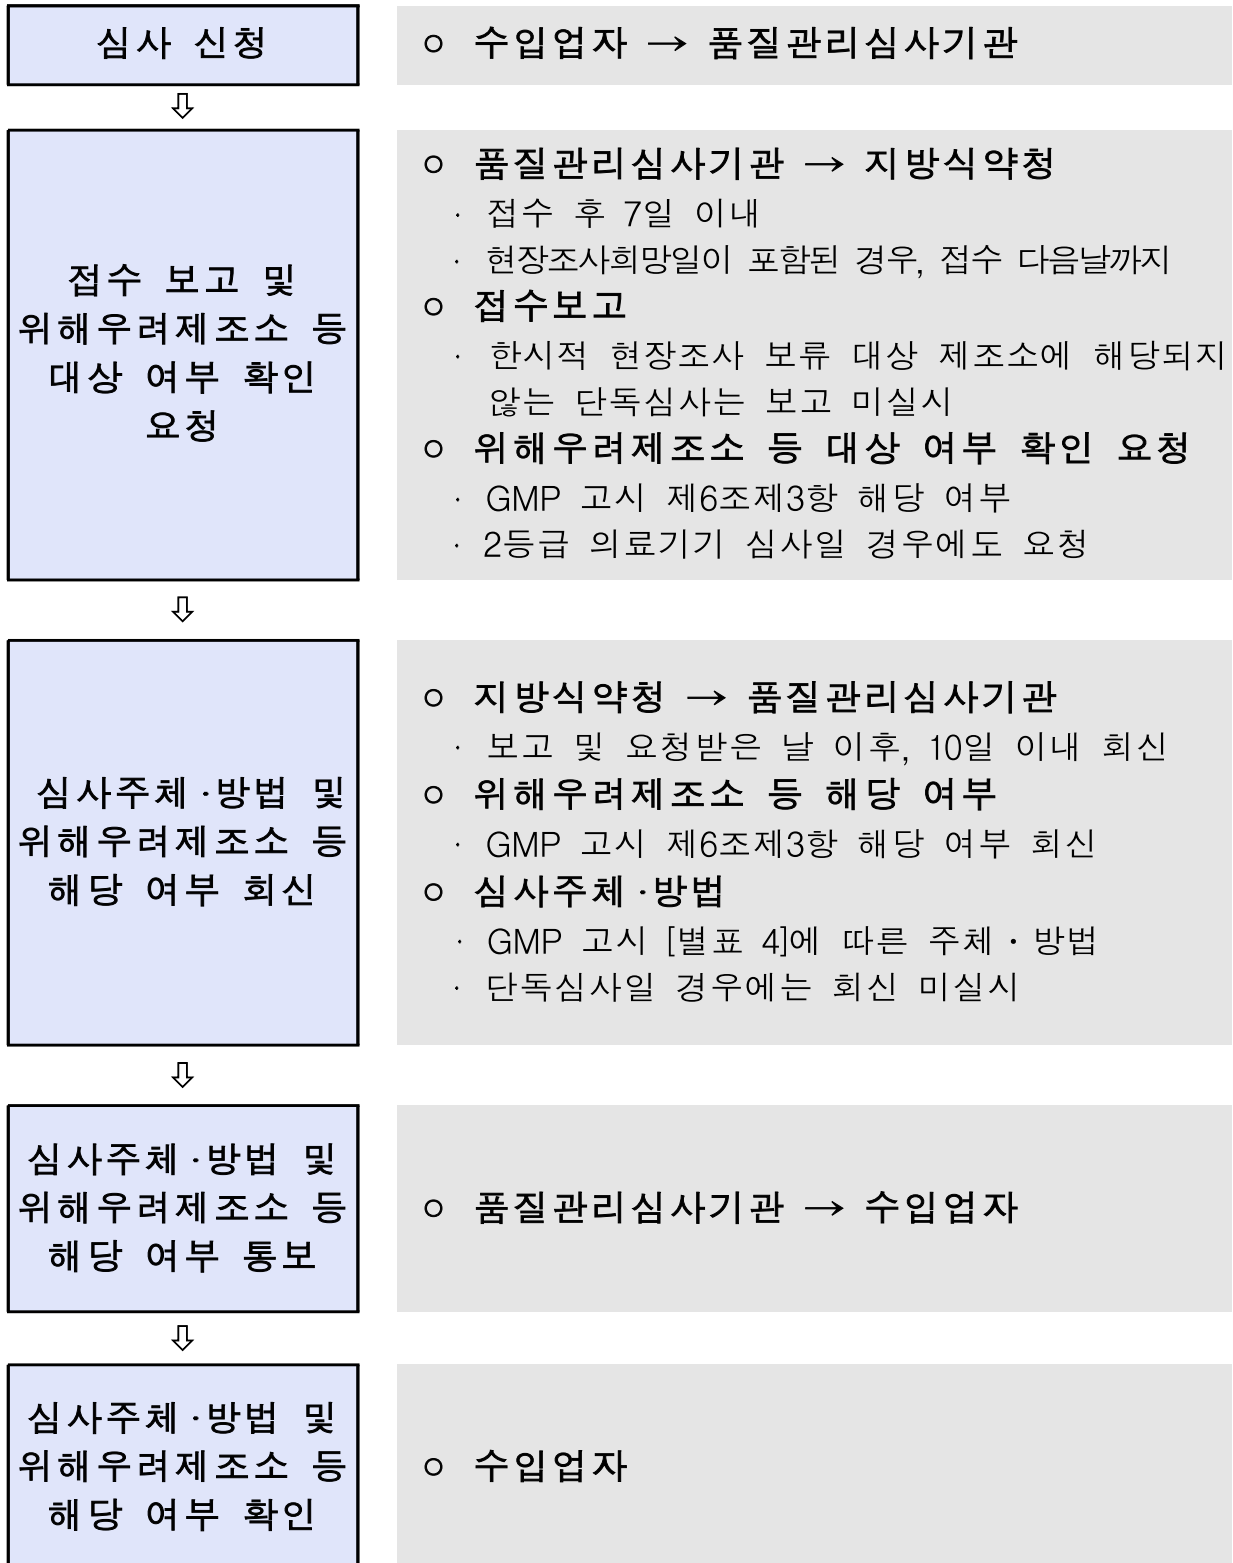 심사 신청
○ 수입업자 → 품질관리심사기관
⇩
접수 보고 및
위해우려제조소 등
대상 여부 확인
요청
○ 품질관리심사기관 → 지방식약청
· 접수 후 7일 이내
· 현장조사희망일이 포함된 경우, 접수 다음날까지
○ 접수보고
· 한시적 현장조사 보류 대상 제조소에 해당되지
않는 단독심사는 보고 미실시
○ 위해우려제조소 등 대상 여부 확인 요청
· GMP 고시 제6조제3항 해당 여부
· 2등급 의료기기 심사일 경우에도 요청
⇩
심사주체·방법 및
위해우려제조소 등
해당 여부 회신
○ 지방식약청 → 품질관리심사기관
· 보고 및 요청받은 날 이후, 10일 이내 회신
○ 위해우려제조소 등 해당 여부
· GMP 고시 제6조제3항 해당 여부 회신
○ 심사주체·방법
· GMP 고시 [별표 4]에 따른 주체·방법
· 단독심사일 경우에는 회신 미실시
⇩
심사주체·방법 및
위해우려제조소 등
해당 여부 통보
○ 품질관리심사기관 → 수입업자
⇩
심사주체·방법 및
위해우려제조소 등
해당 여부 확인
○ 수입업자